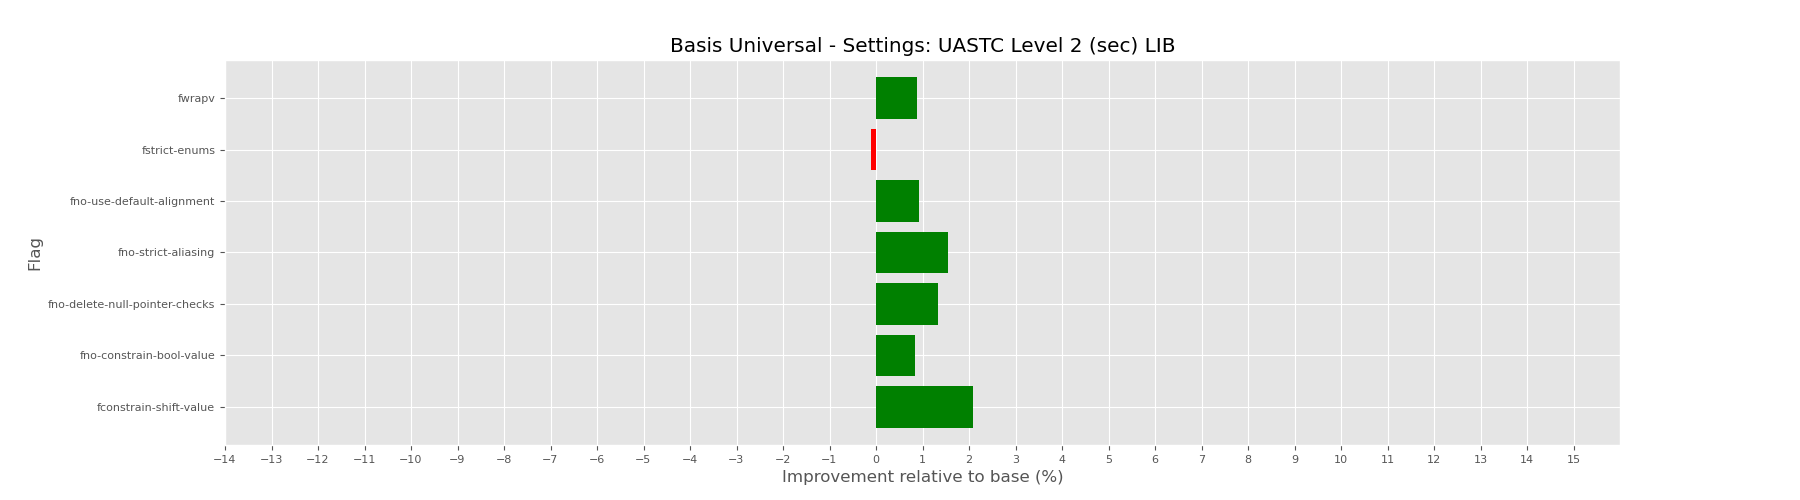 Basis Universal - Settings: UASTC Level 2 (sec) LIB
Flag
fwrapv
fstrict-enums
fno-use-default-alignment
fno-strict-aliasing
fno-delete-null-pointer-checks
fno-constrain-bool-value
fconstrain-shift-value
−14 −13 −12 −11 −10 −9 −8 −7 −6 −5 −4 −3 −2 −1 0 1 2 3 4 5 6 7 8 9 10 11 12 13 14 15
Improvement relative to base (%)